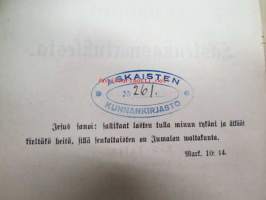 ASKAISTEN
261.
KUNNANKIRJASTO
Jesus sanoi: sallikaat lasten tulla minun tyköni ja älkäät
kieltäkö heitä, sillä senkaltaisten on Jumalan waltakunta.
Mark. 10: 14.